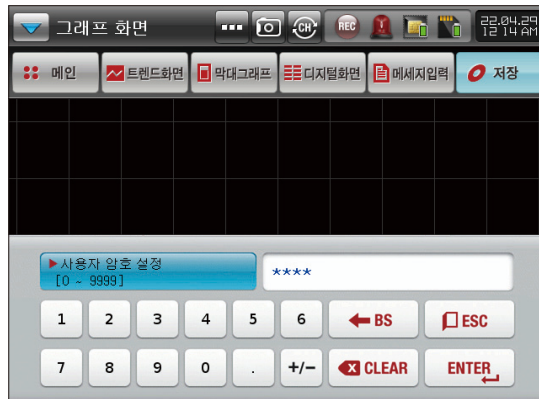 그래프 화면
CH
REC
22.04.29
12 14 AM
메인
트렌드화면
막대그래프
디지털화면
메세지입력
저장
사용자 암호 설정
[0 ~ 9999]
****
1 2 3 4 5 6 BS ESC
7 8 9 0 . +/- CLEAR ENTER